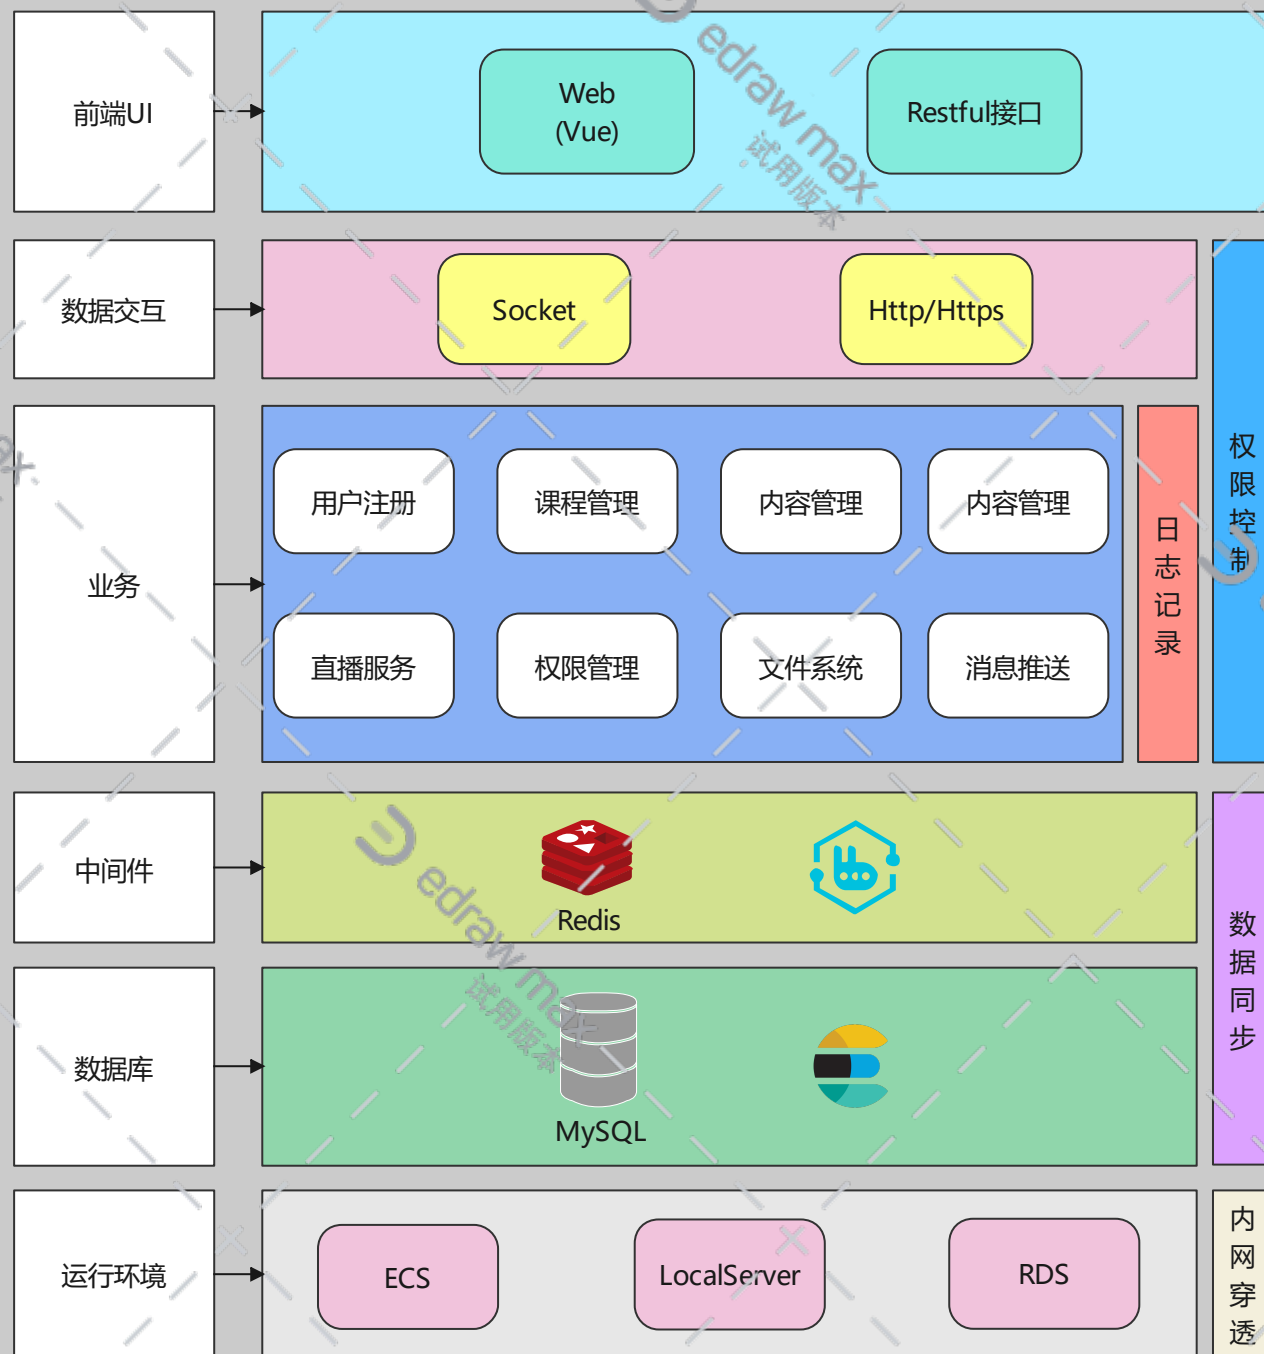 前端UI
Web
(Vue)
Restful接口
数据交互
Socket
Http/Https
业务
用户注册
课程管理
内容管理
内容管理
直播服务
权限管理
文件系统
消息推送
日志记录
权限控制
中间件
Redis
数据库
MySQL
数据同步
运行环境
ECS
LocalServer
RDS
内网穿透
edraw max
试用版本
edraw max
试用版本